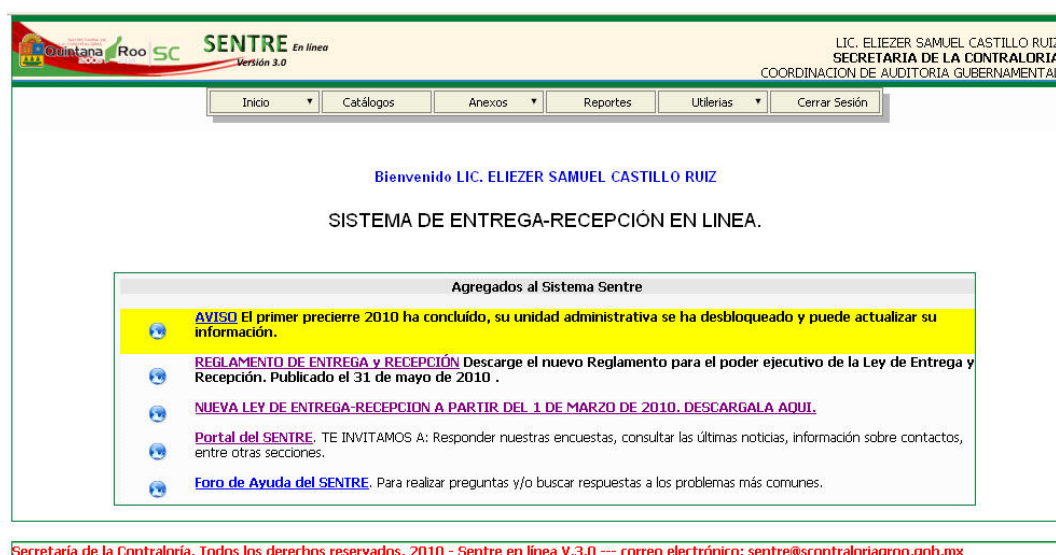 Quintana Roo SC
SENTRE En línea
Versión 3.0
LIC. ELIEZER SAMUEL CASTILLO RUIZ
SECRETARIA DE LA CONTRALORIA
COORDINACION DE AUDITORIA GUBERNAMENTAL
Inicio Catálogos Anexos Reportes Utilerias Cerrar Sesión
Bienvenido LIC. ELIEZER SAMUEL CASTILLO RUIZ
SISTEMA DE ENTREGA-RECEPCIÓN EN LINEA.
Agregados al Sistema Sentre
AVISO El primer precierre 2010 ha concluído, su unidad administrativa se ha desbloqueado y puede actualizar su
información.
REGLAMENTO DE ENTREGA y RECEPCIÓN Descarge el nuevo Reglamento para el poder ejecutivo de la Ley de Entrega y
Recepción. Publicado el 31 de mayo de 2010 .
NUEVA LEY DE ENTREGA-RECEPCION A PARTIR DEL 1 DE MARZO DE 2010. DESCARGALA AQUI.
Portal del SENTRE. TE INVITAMOS A: Responder nuestras encuestas, consultar las últimas noticias, información sobre contactos,
entre otras secciones.
Foro de Ayuda del SENTRE. Para realizar preguntas y/o buscar respuestas a los problemas más comunes.
Secretaría de la Contraloría. Todos los derechos reservados. 2010 - Sentre en línea V.3.0 --- correo electrónico: sentre@scontraloriaqroo.gob.mx